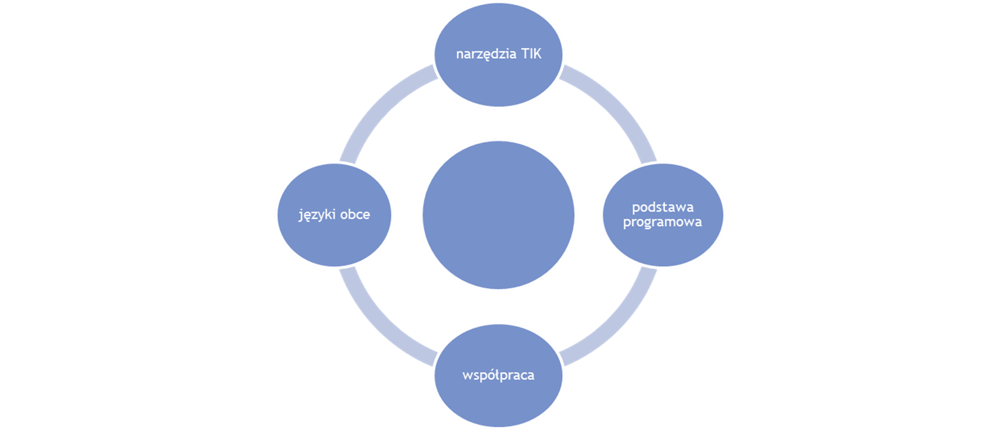 narzędzia TIK
języki obce
podstawa
programowa
współpraca